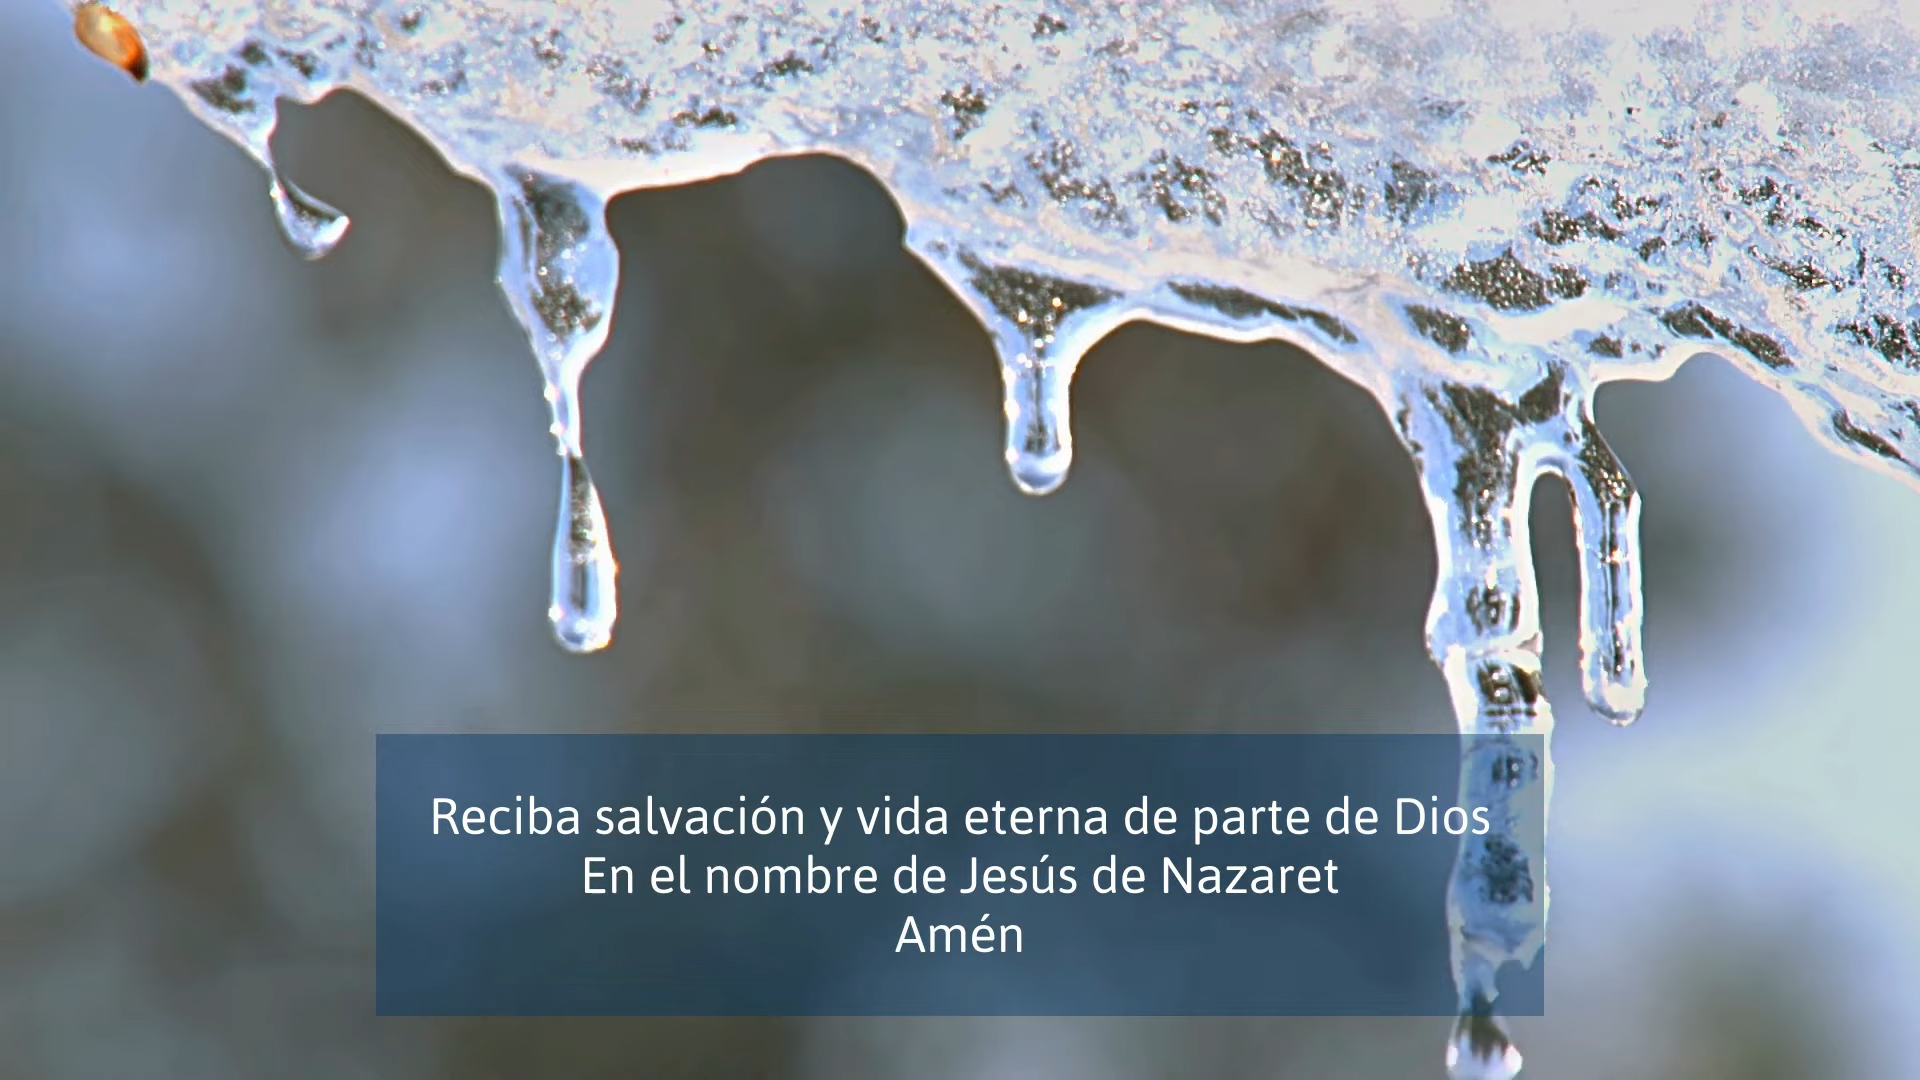 Reciba salvación y vida eterna de parte de Dios
En el nombre de Jesús de Nazaret
Amén